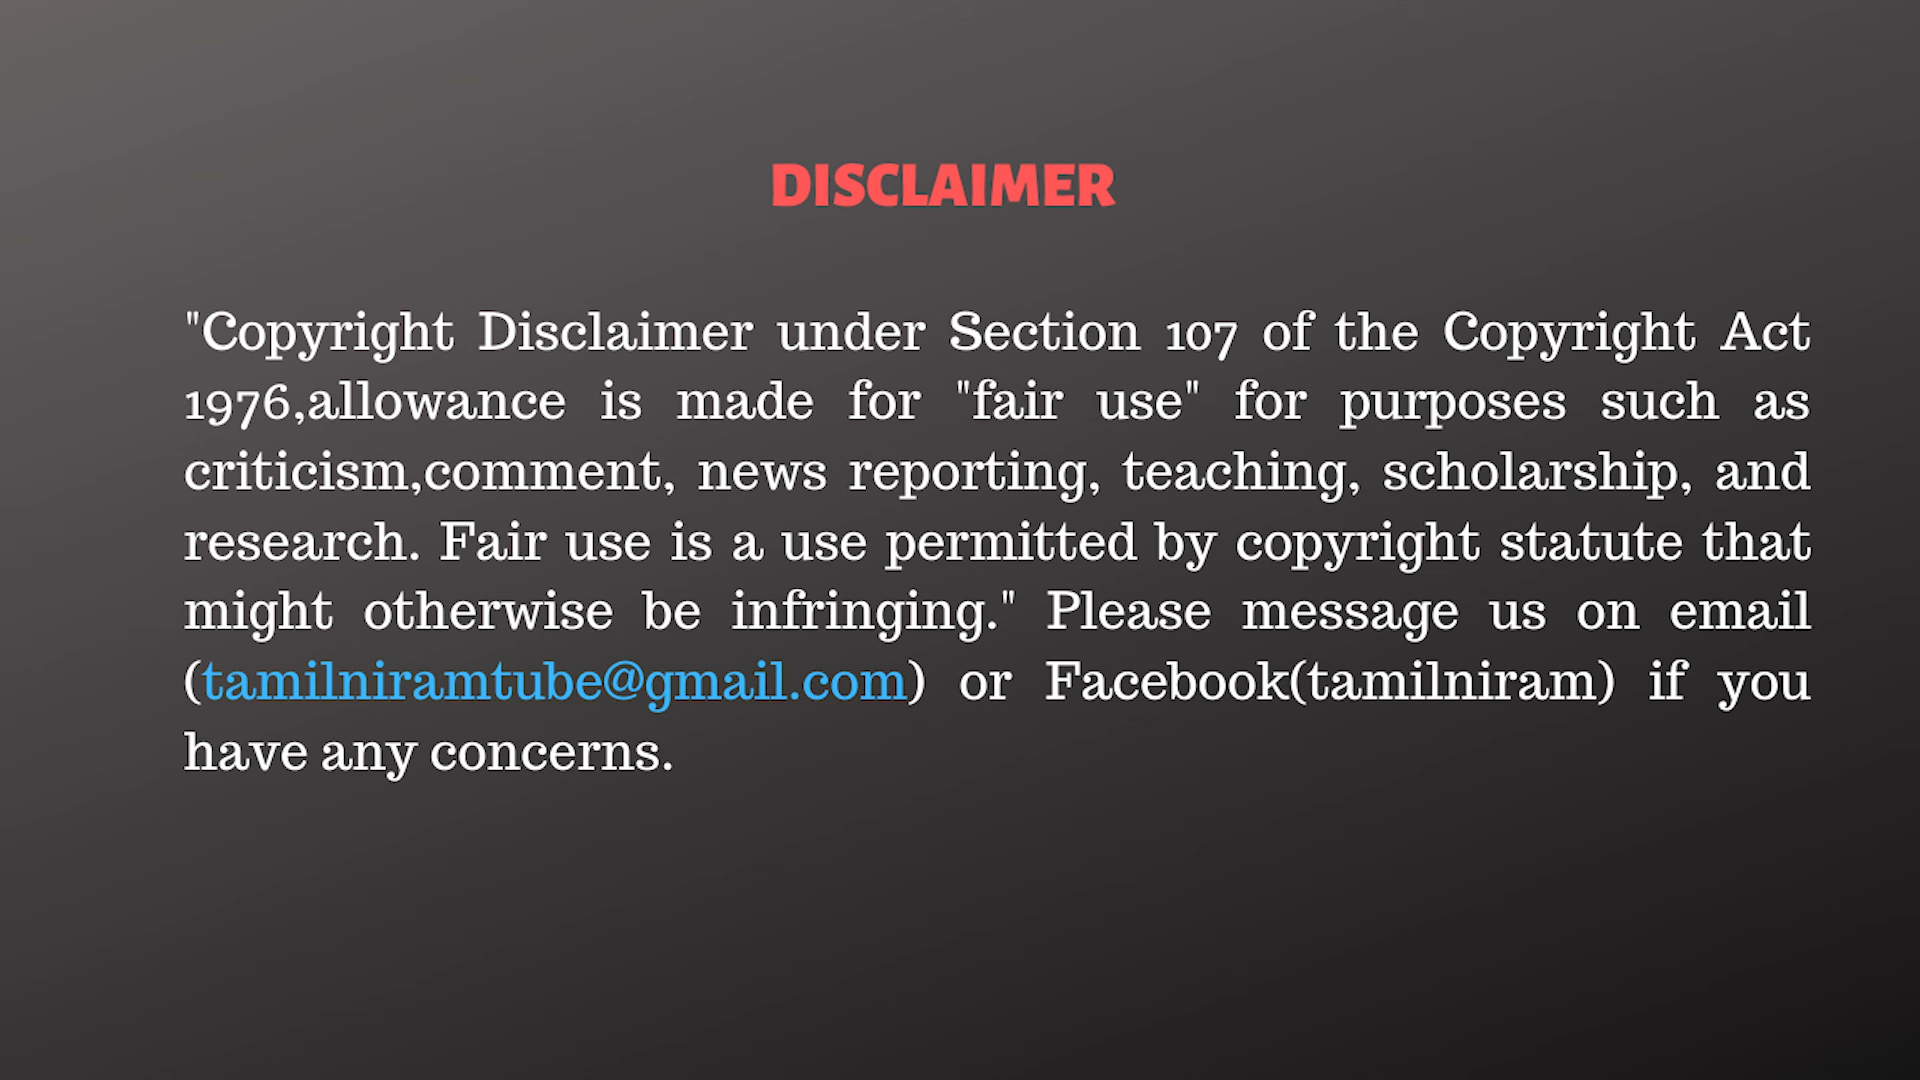 DISCLAIMER
"Copyright Disclaimer under Section 107 of the Copyright Act
1976,allowance is made for "fair use" for purposes such as
criticism,comment, news reporting, teaching, scholarship, and
research. Fair use is a use permitted by copyright statute that
might otherwise be infringing." Please message us on email
(tamilniramtube@gmail.com) or Facebook(tamilniram) if you
have any concerns.